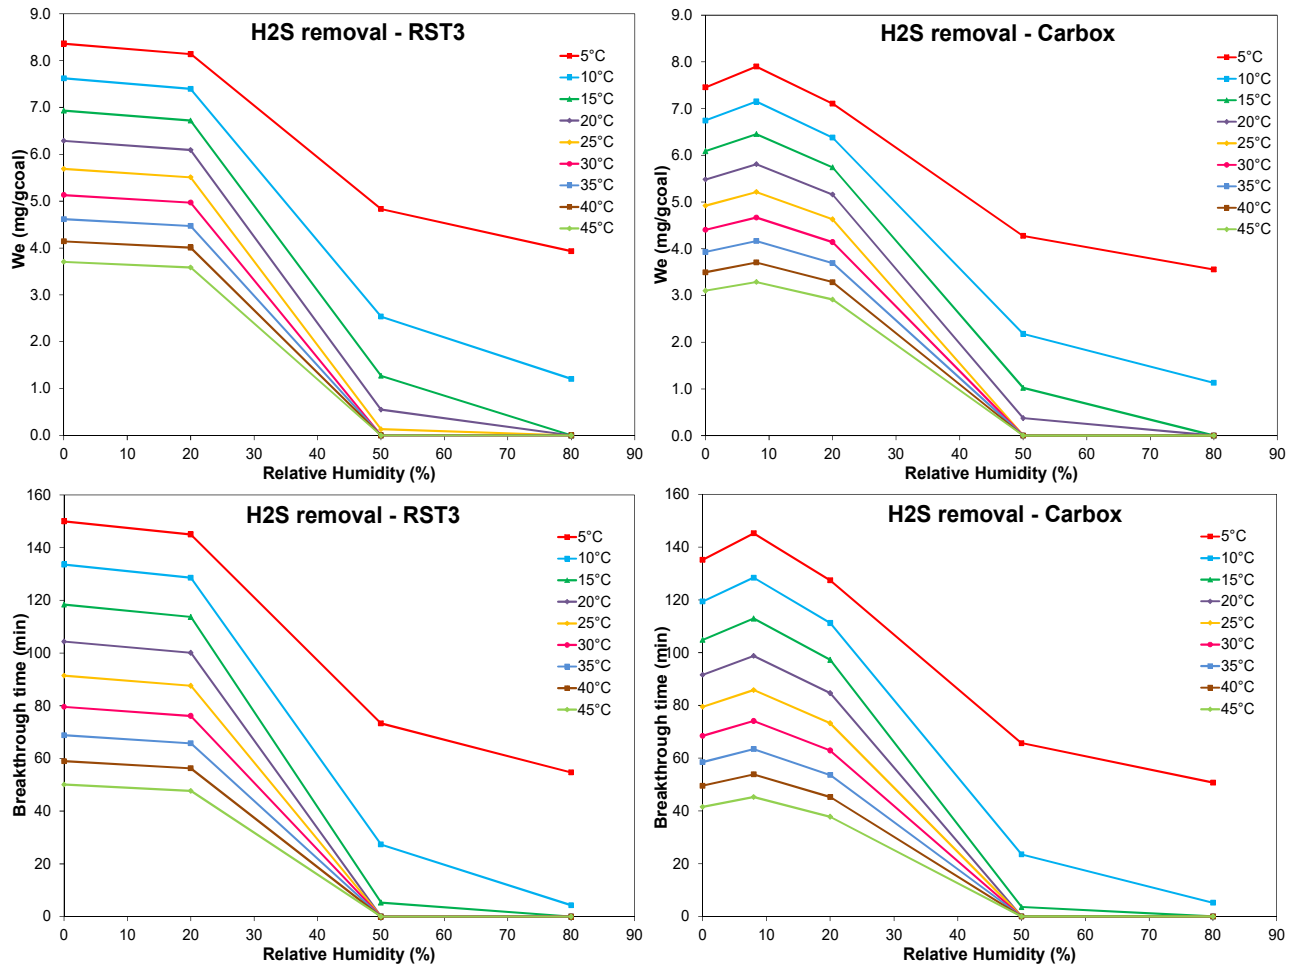 H2S removal - RST3
We (mg/gcoal)
9.0
8.0
7.0
6.0
5.0
4.0
3.0
2.0
1.0
0.0
5°C
10°C
15°C
20°C
25°C
30°C
35°C
40°C
45°C
0 10 20 30 40 50 60 70 80 90
Relative Humidity (%)
H2S removal - Carbox
We (mg/gcoal)
9.0
8.0
7.0
6.0
5.0
4.0
3.0
2.0
1.0
0.0
5°C
10°C
15°C
20°C
25°C
30°C
35°C
40°C
45°C
0 10 20 30 40 50 60 70 80 90
Relative Humidity (%)
H2S removal - RST3
Breakthrough time (min)
160
140
120
100
80
60
40
20
0
5°C
10°C
15°C
20°C
25°C
30°C
35°C
40°C
45°C
0 10 20 30 40 50 60 70 80 90
Relative Humidity (%)
H2S removal - Carbox
Breakthrough time (min)
160
140
120
100
80
60
40
20
0
5°C
10°C
15°C
20°C
25°C
30°C
35°C
40°C
45°C
0 10 20 30 40 50 60 70 80 90
Relative Humidity (%)